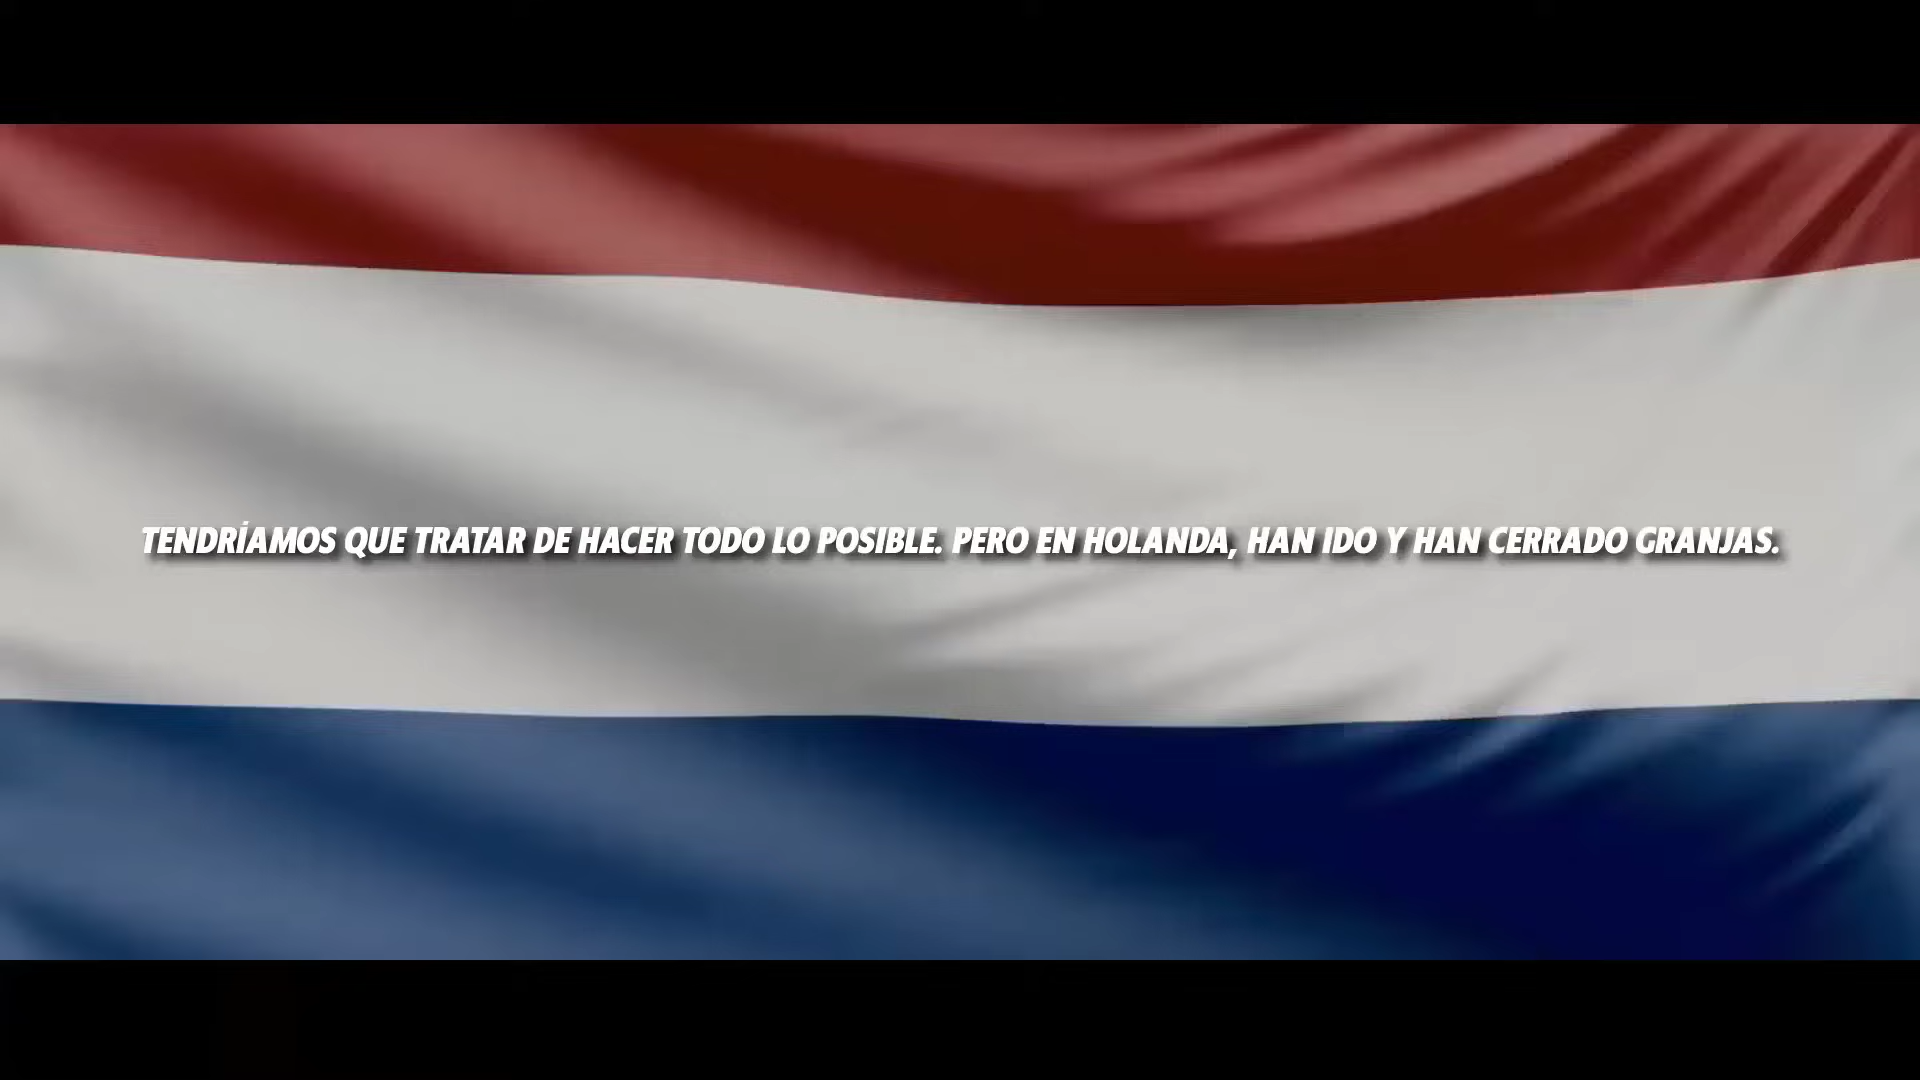 TENDRÍAMOS QUE TRATAR DE HACER TODO LO POSIBLE. PERO EN HOLANDA, HAN IDO Y HAN CERRADO GRANJAS.